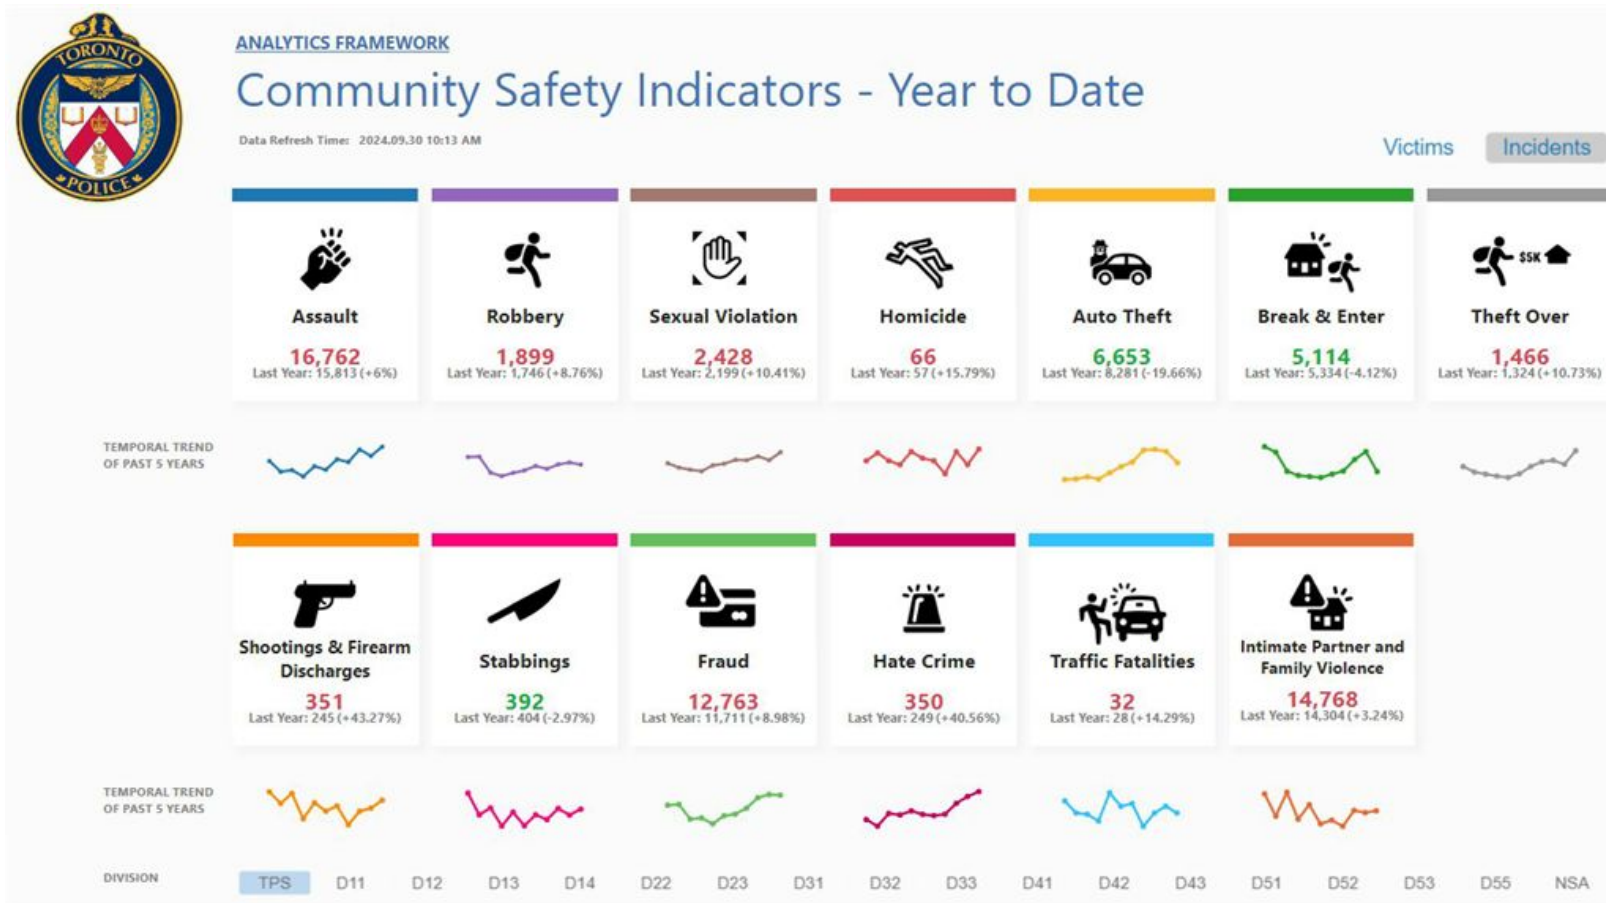 TORONTO
POLICE
ANALYTICS FRAMEWORK
Community Safety Indicators - Year to Date
Data Refresh Time: 2024.09.30 10:13 AM
Victims Incidents
$5K
Assault
16,762
Last Year: 15,813 (+6%)
Robbery
1,899
Last Year: 1,746 (+8.76%)
Sexual Violation
2,428
Last Year: 2,199 (+10.41%)
Homicide
66
Last Year: 57 (+15.79%)
Auto Theft
6,653
Last Year: 8,281 (-19.66%)
Break & Enter
5,114
Last Year: 5,334 (-4.12%)
Theft Over
1,466
Last Year: 1,324 (+10.73%)
TEMPORAL TREND
OF PAST 5 YEARS
Shootings & Firearm
Discharges
351
Last Year: 245 (+43.27%)
Stabbings
392
Last Year: 404 (-2.97%)
Fraud
12,763
Last Year: 11,711 (+8.98%)
Hate Crime
350
Last Year: 249 (+40.56%)
Traffic Fatalities
32
Last Year: 28 (+14.29%)
Intimate Partner and
Family Violence
14,768
Last Year: 14,304 (+3.24%)
TEMPORAL TREND
OF PAST 5 YEARS
DIVISION TPS D11 D12 D13 D14 D22 D23 D31 D32 D33 D41 D42 D43 D51 D52 D53 D55 NSA